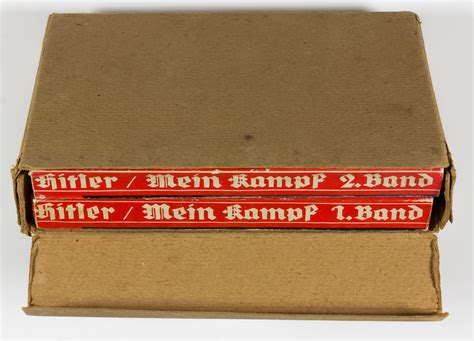 Hitler / Mein Kampf 2. Band
Hitler / Mein Kampf 1. Band